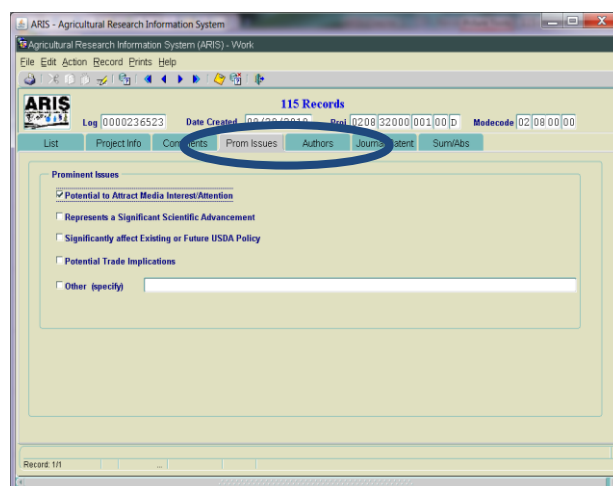 ARIS - Agricultural Research Information System
Agricultural Research Information System (ARIS) - Work
File Edit Action Record Prints Help
ARIS
115 Records
Log 0000236523 Date Created Proj 0208 32000 001 00 D Modecode 02 08 00 00
List Project Info Comments Prom Issues Authors Journal/Patent Sum/Abs
Prominent Issues
Potential to Attract Media Interest/Attention
Represents a Significant Scientific Advancement
Significantly affect Existing or Future USDA Policy
Potential Trade Implications
Other (specify)
Record: 1/1 ...